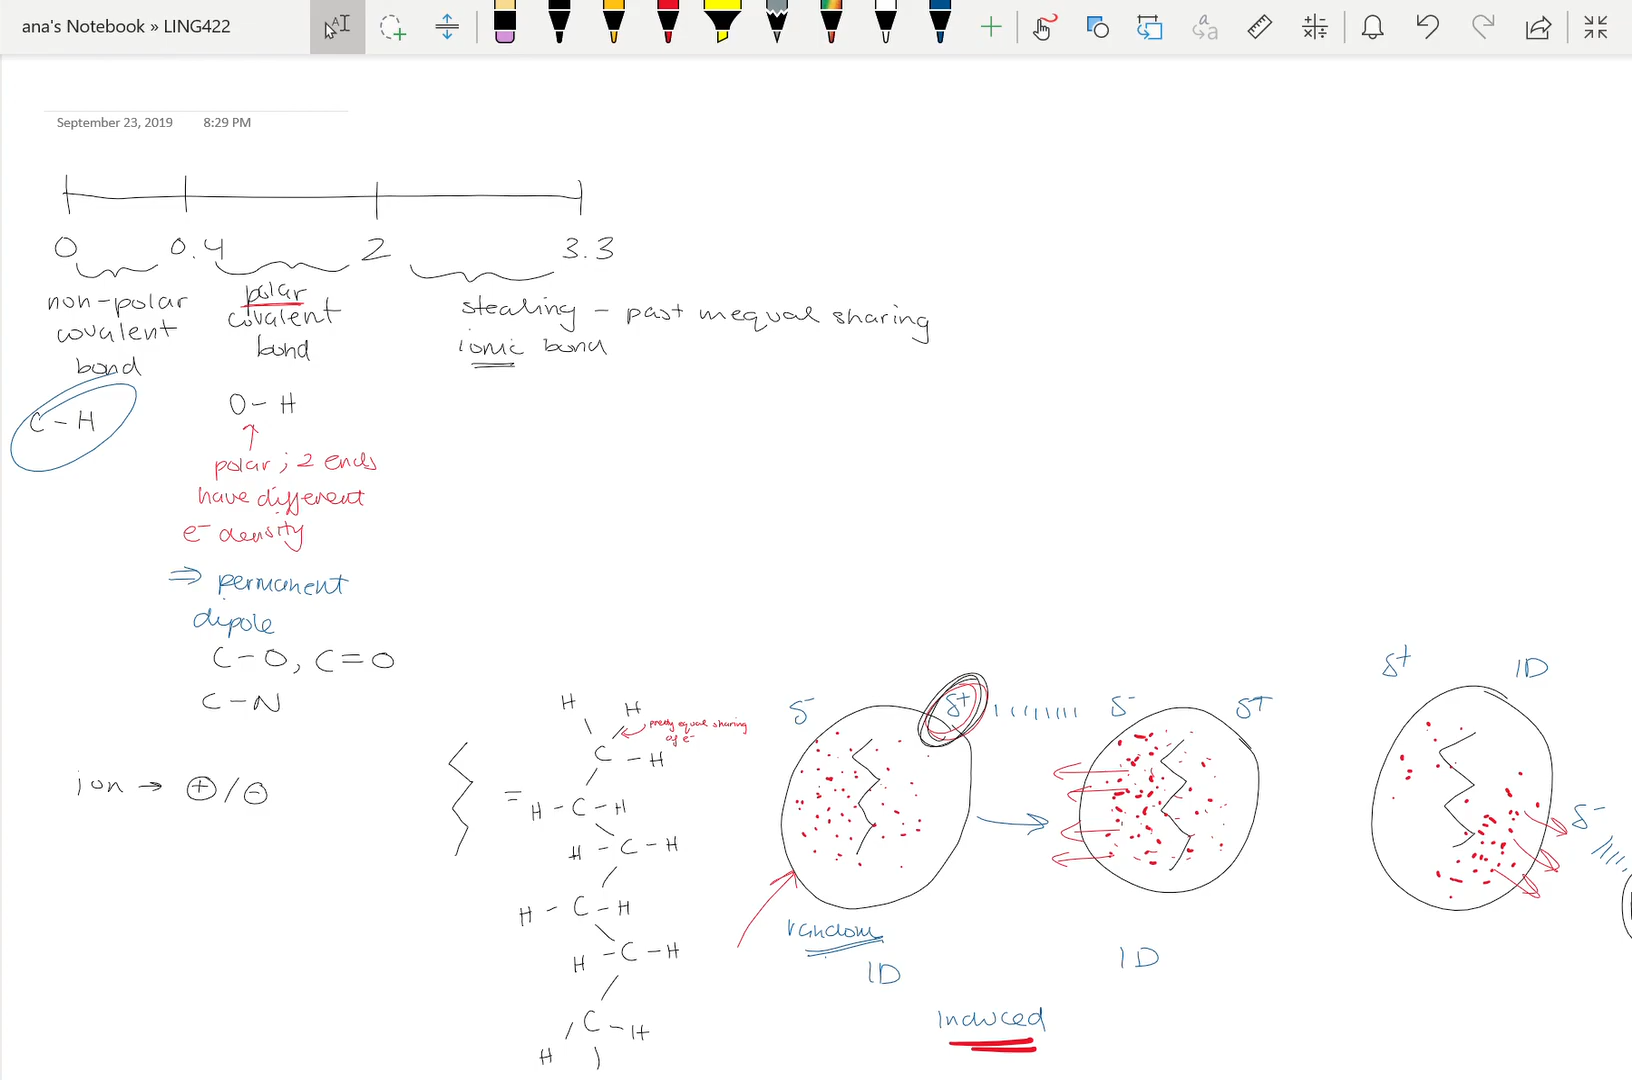 ana's Notebook » LING422
September 23, 2019 8:29 PM
0 0.4 2 3.3
non-polar
covalent
bond
polar
covalent
bond
stealing - past unequal sharing
ionic bond
C-H
O-H
polar; 2 ends
have different
e⁻ density
⇒ permanent
dipole
C-O, C=O
C-N
ion → ⊕/⊖
=
H H
pretty equal sharing
of e⁻
C-H
H-C-H
H-C-H
H-C-H
H-C-H
C-H
H
δ⁻ δ⁺
random
ID
δ⁻ δ⁺
ID
Induced
δ⁺ ID
δ⁻